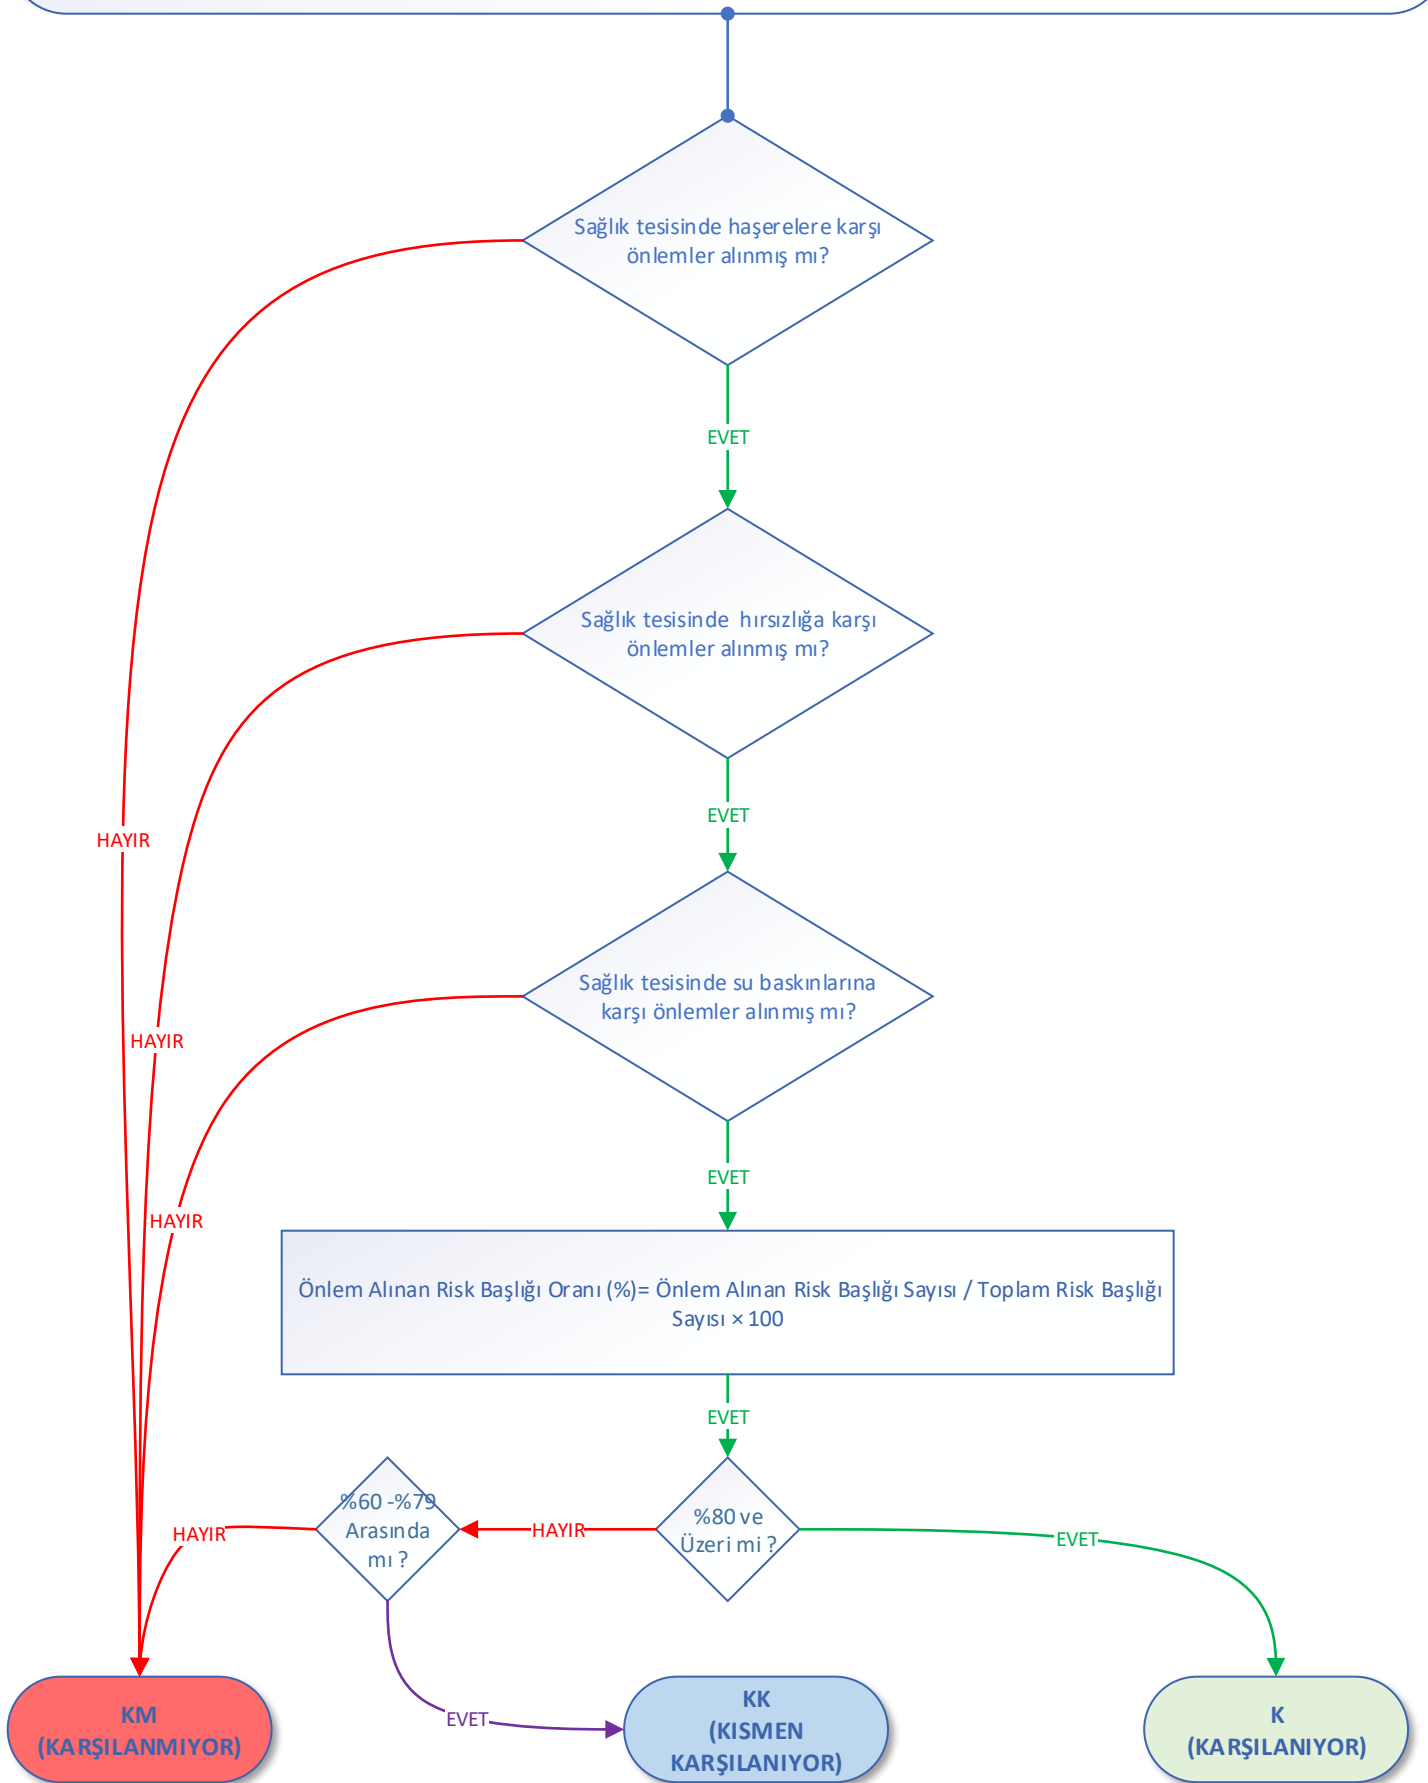 Sağlık tesisinde haşerelere karşı
önlemler alınmış mı?
EVET
Sağlık tesisinde hırsızlığa karşı
önlemler alınmış mı?
EVET
HAYIR
Sağlık tesisinde su baskınlarına
karşı önlemler alınmış mı?
HAYIR
EVET
HAYIR
Önlem Alınan Risk Başlığı Oranı (%)= Önlem Alınan Risk Başlığı Sayısı / Toplam Risk Başlığı
Sayısı × 100
EVET
%60 -%79
Arasında
mı ?
%80 ve
Üzeri mi ?
HAYIR
HAYIR
EVET
EVET
KM
(KARŞILANMIYOR)
KK
(KISMEN
KARŞILANIYOR)
K
(KARŞILANIYOR)